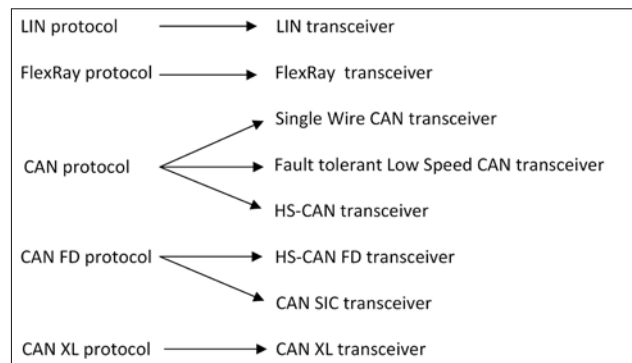 LIN protocol LIN transceiver
FlexRay protocol FlexRay transceiver
Single Wire CAN transceiver
CAN protocol Fault tolerant Low Speed CAN transceiver
HS-CAN transceiver
CAN FD protocol HS-CAN FD transceiver
CAN SIC transceiver
CAN XL protocol CAN XL transceiver